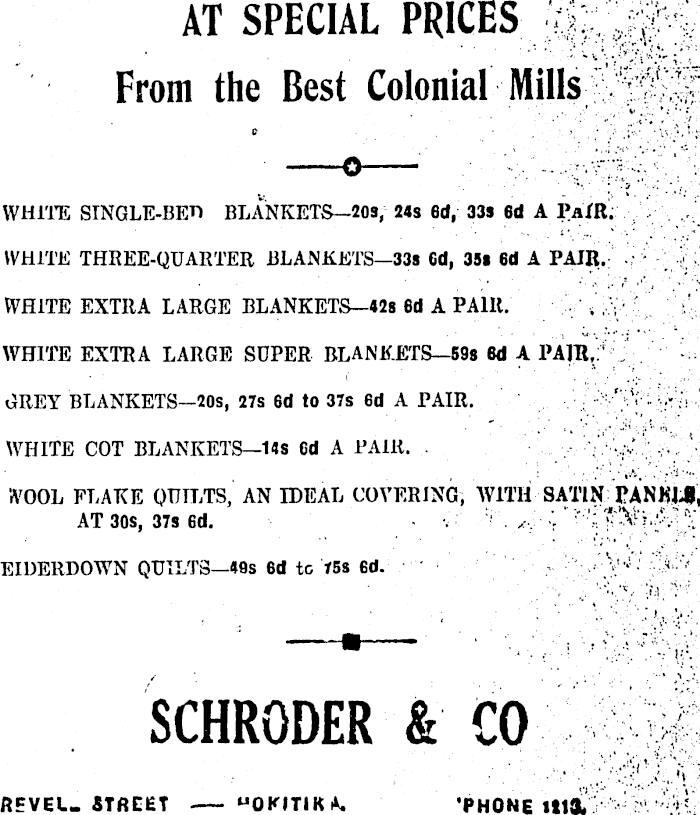 AT SPECIAL PRICES
From the Best Colonial Mills
WHITE SINGLE-BED BLANKETS—20s, 24s 6d, 33s 6d A PAIR.
WHITE THREE-QUARTER BLANKETS—33s 6d, 35s 6d A PAIR.
WHITE EXTRA LARGE BLANKETS—42s 6d A PAIR.
WHITE EXTRA LARGE SUPER BLANKETS—59s 6d A PAIR.
GREY BLANKETS—20s, 27s 6d to 37s 6d A PAIR.
WHITE COT BLANKETS—14s 6d A PAIR.
WOOL FLAKE QUILTS, AN IDEAL COVERING, WITH SATIN PANELS,
AT 30s, 37s 6d.
EIDERDOWN QUILTS—49s 6d to 75s 6d.
SCHRODER & CO
REVELL STREET — HOKITIKA. 'PHONE